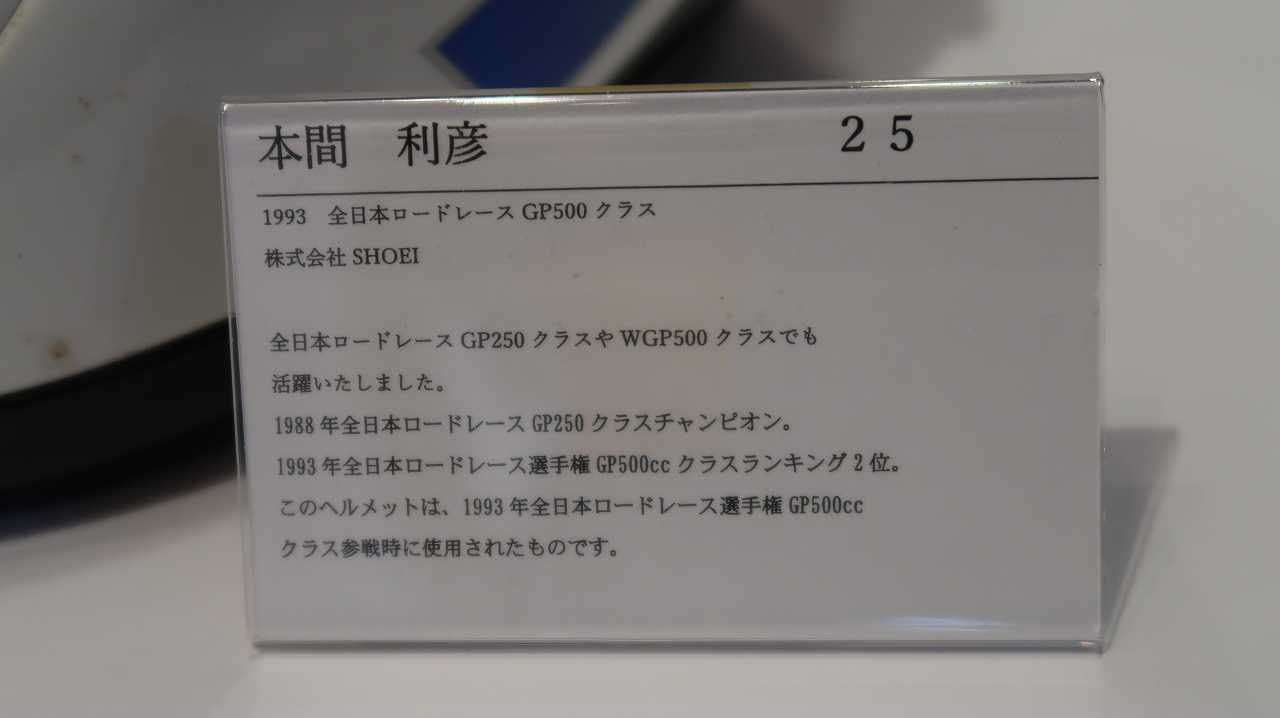 本間　利彦　２５
1993　全日本ロードレース GP500 クラス
株式会社 SHOEI
全日本ロードレース GP250 クラスや WGP500 クラスでも
活躍いたしました。
1988 年全日本ロードレース GP250 クラスチャンピオン。
1993 年全日本ロードレース選手権 GP500cc クラスランキング 2 位。
このヘルメットは、1993 年全日本ロードレース選手権 GP500cc
クラス参戦時に使用されたものです。